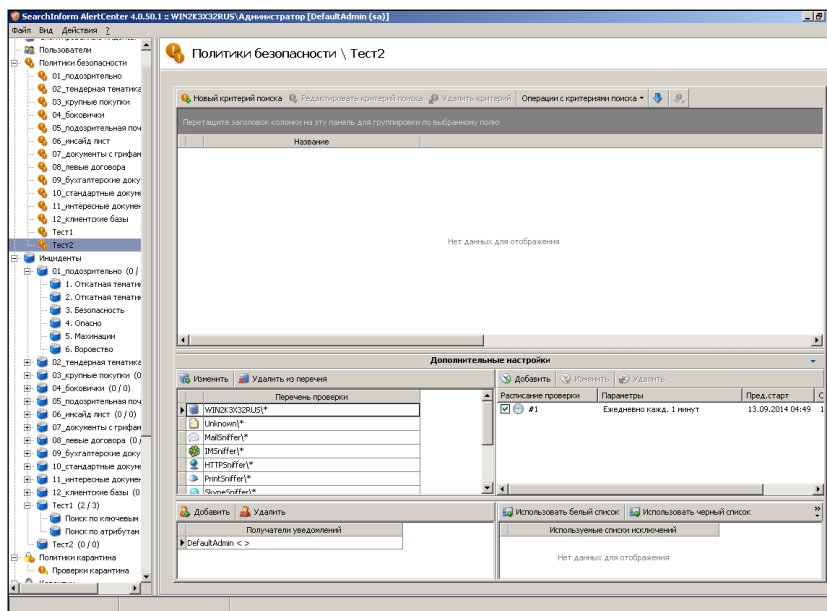 SearchInform AlertCenter 4.0.50.1 :: WIN2K3X32RUS\Администратор [DefaultAdmin (sa)]
Файл Вид Действия ?
Пользователи
Политики безопасности
01_подозрительно
02_тендерная тематика
03_крупные покупки
04_боковички
05_подозрительная поч
06_инсайд лист
07_документы с грифам
08_левые договора
09_бухгалтерские доку
10_стандартные докуме
11_интересные докумен
12_клиентские базы
Тест1
Тест2
Инциденты
01_подозрительно (0 /
1. Откатная темати
2. Откатная темати
3. Безопасность
4. Опасно
5. Махинации
6. Воровство
02_тендерная тематика
03_крупные покупки (0
04_боковички (0 / 0)
05_подозрительная поч
06_инсайд лист (0 / 0)
07_документы с грифам
08_левые договора (0 /
09_бухгалтерские доку
10_стандартные докуме
11_интересные докумен
12_клиентские базы (0
Тест1 (2 / 3)
Поиск по ключевым
Поиск по атрибутам
Тест2 (0 / 0)
Политики карантина
Проверки карантина
Политики безопасности \ Тест2
Новый критерий поиска Редактировать критерий поиска Удалить критерий Операции с критериями поиска
Перетащите заголовок колонки на эту панель для группировки по выбранному полю
Название
Нет данных для отображения
Дополнительные настройки
Изменить Удалить из перечня
Перечень проверки
WIN2K3X32RUS\*
Unknown\*
MailSniffer\*
IMSniffer\*
HTTPSniffer\*
PrintSniffer\*
SkypeSniffer\*
Добавить Изменить Удалить
Расписание проверки Параметры Пред.старт С
#1 Ежедневно кажд. 1 минут 13.09.2014 04:49 1
Добавить Удалить
Получатели уведомлений
DefaultAdmin < >
Использовать белый список Использовать черный список
Используемые списки исключений
Нет данных для отображения